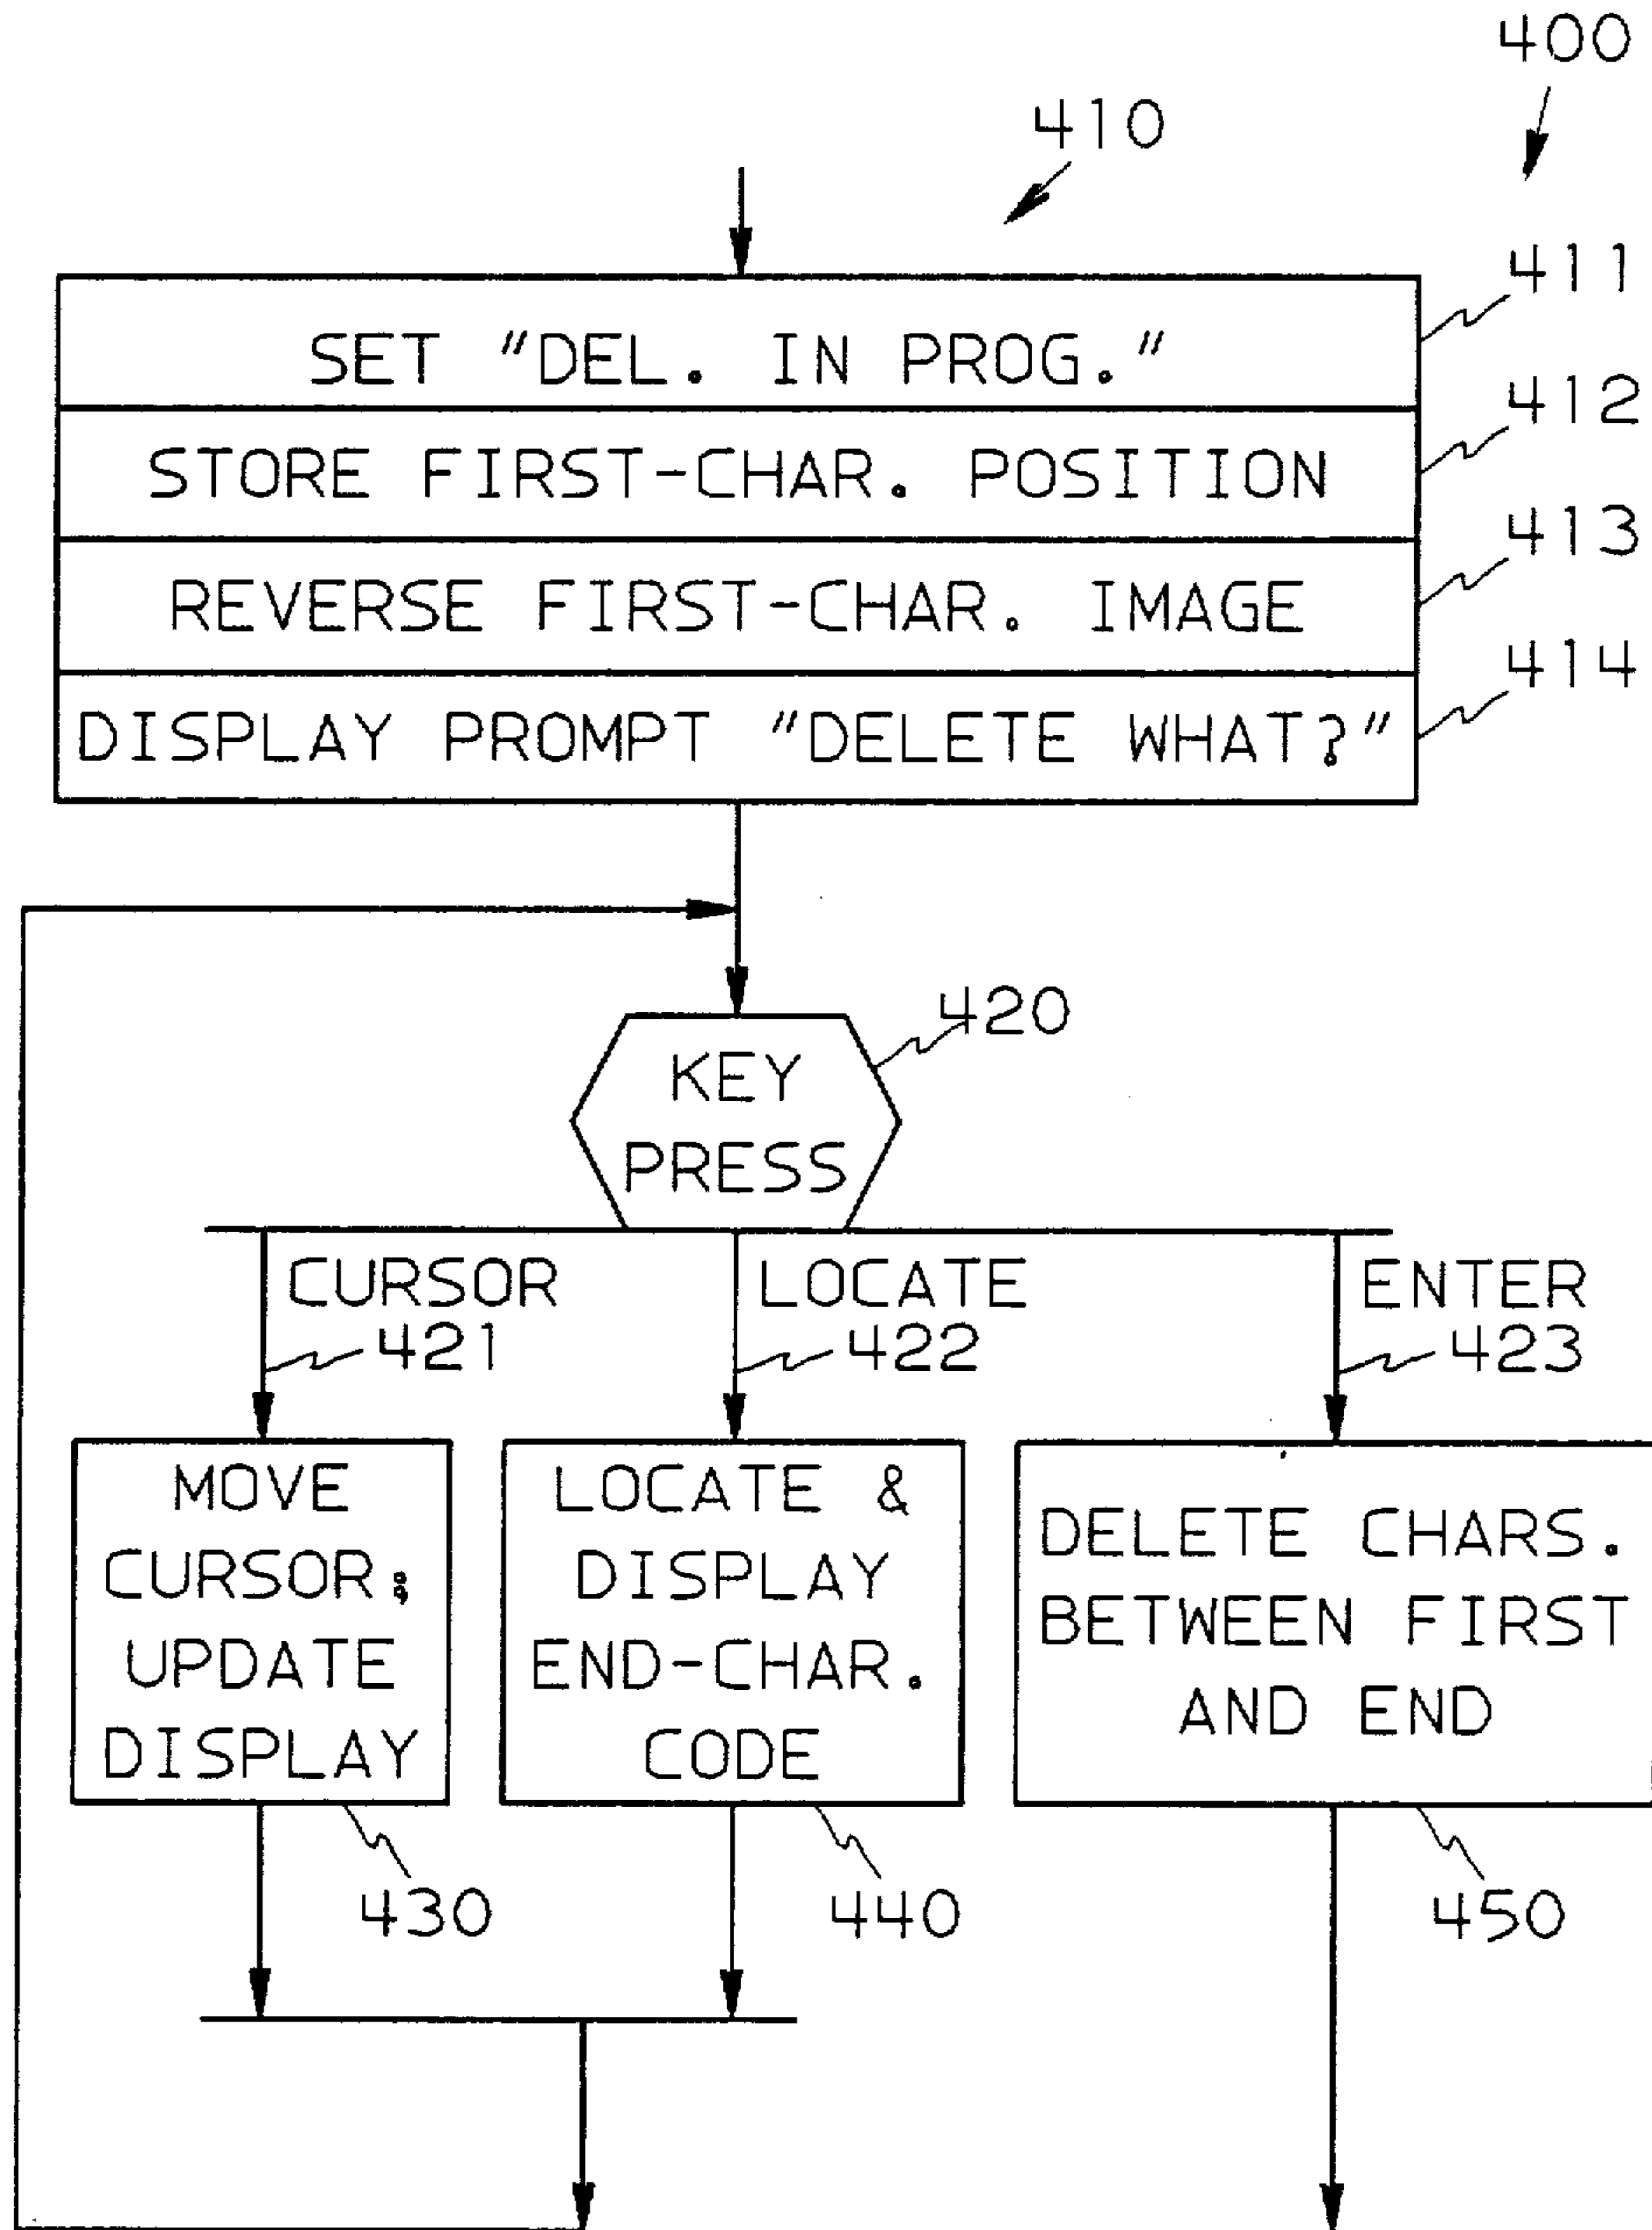 400
410
411
SET "DEL. IN PROG."
412
STORE FIRST-CHAR. POSITION
413
REVERSE FIRST-CHAR. IMAGE
414
DISPLAY PROMPT "DELETE WHAT?"
420
KEY
PRESS
CURSOR
421
LOCATE
422
ENTER
423
MOVE
CURSOR;
UPDATE
DISPLAY
LOCATE &
DISPLAY
END-CHAR.
CODE
DELETE CHARS.
BETWEEN FIRST
AND END
430
440
450